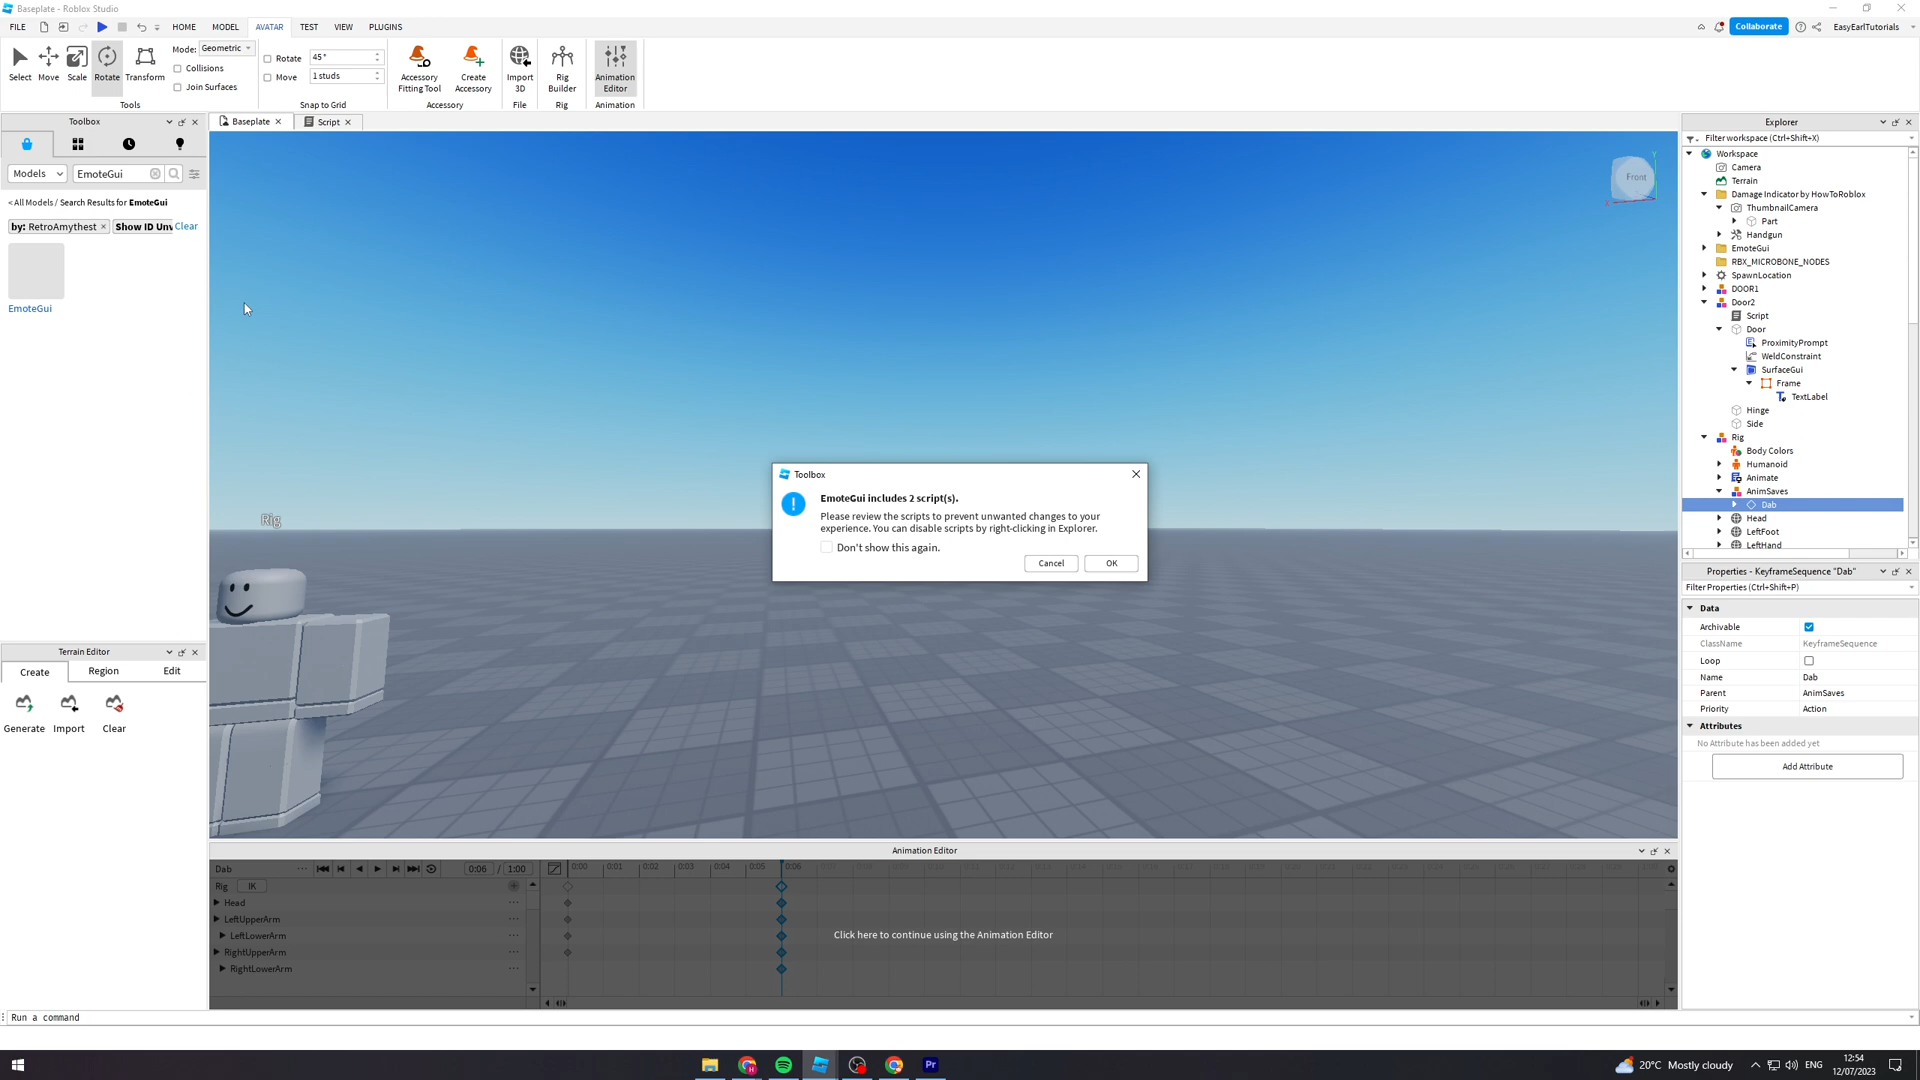 Baseplate - Roblox Studio
FILE
HOME
MODEL
AVATAR
TEST
VIEW
PLUGINS
Collaborate
EasyEarlTutorials
Select
Move
Scale
Rotate
Transform
Mode:
Geometric
Collisions
Join Surfaces
Tools
Rotate
45°
Move
1 studs
Snap to Grid
Accessory
Fitting Tool
Create
Accessory
Accessory
Import
3D
File
Rig
Builder
Rig
Animation
Editor
Animation
Toolbox
Models
EmoteGui
< All Models / Search Results for EmoteGui
by: RetroAmythest ×
Show ID Unv
Clear
EmoteGui
Terrain Editor
Create
Region
Edit
Generate
Import
Clear
Baseplate
Script
Front
Rig
Toolbox
EmoteGui includes 2 script(s).
Please review the scripts to prevent unwanted changes to your
experience. You can disable scripts by right-clicking in Explorer.
Don't show this again.
Cancel
OK
Animation Editor
Dab
0:06 / 1:00
0:00
0:01
0:02
0:03
0:04
0:05
0:06
Rig
IK
Head
LeftUpperArm
LeftLowerArm
RightUpperArm
RightLowerArm
Click here to continue using the Animation Editor
Run a command
Explorer
Filter workspace (Ctrl+Shift+X)
Workspace
Camera
Terrain
Damage Indicator by HowToRoblox
ThumbnailCamera
Part
Handgun
EmoteGui
RBX_MICROBONE_NODES
SpawnLocation
DOOR1
Door2
Script
Door
ProximityPrompt
WeldConstraint
SurfaceGui
Frame
TextLabel
Hinge
Side
Rig
Body Colors
Humanoid
Animate
AnimSaves
Dab
Head
LeftFoot
LeftHand
Properties - KeyframeSequence "Dab"
Filter Properties (Ctrl+Shift+P)
Data
Archivable
ClassName
KeyframeSequence
Loop
Name
Dab
Parent
AnimSaves
Priority
Action
Attributes
No Attribute has been added yet
Add Attribute
20°C Mostly cloudy
ENG
12:54
12/07/2023